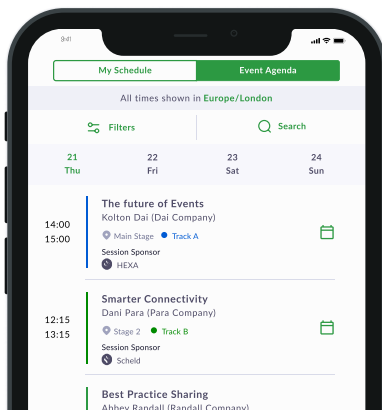 9:41
My Schedule Event Agenda
All times shown in Europe/London
Filters Search
21 22 23 24
Thu Fri Sat Sun
The future of Events
Kolton Dai (Dai Company)
14:00
15:00
Main Stage Track A
Session Sponsor
HEXA
Smarter Connectivity
Dani Para (Para Company)
12:15
13:15
Stage 2 Track B
Session Sponsor
Scheld
Best Practice Sharing
Abbey Randall (Randall Company)